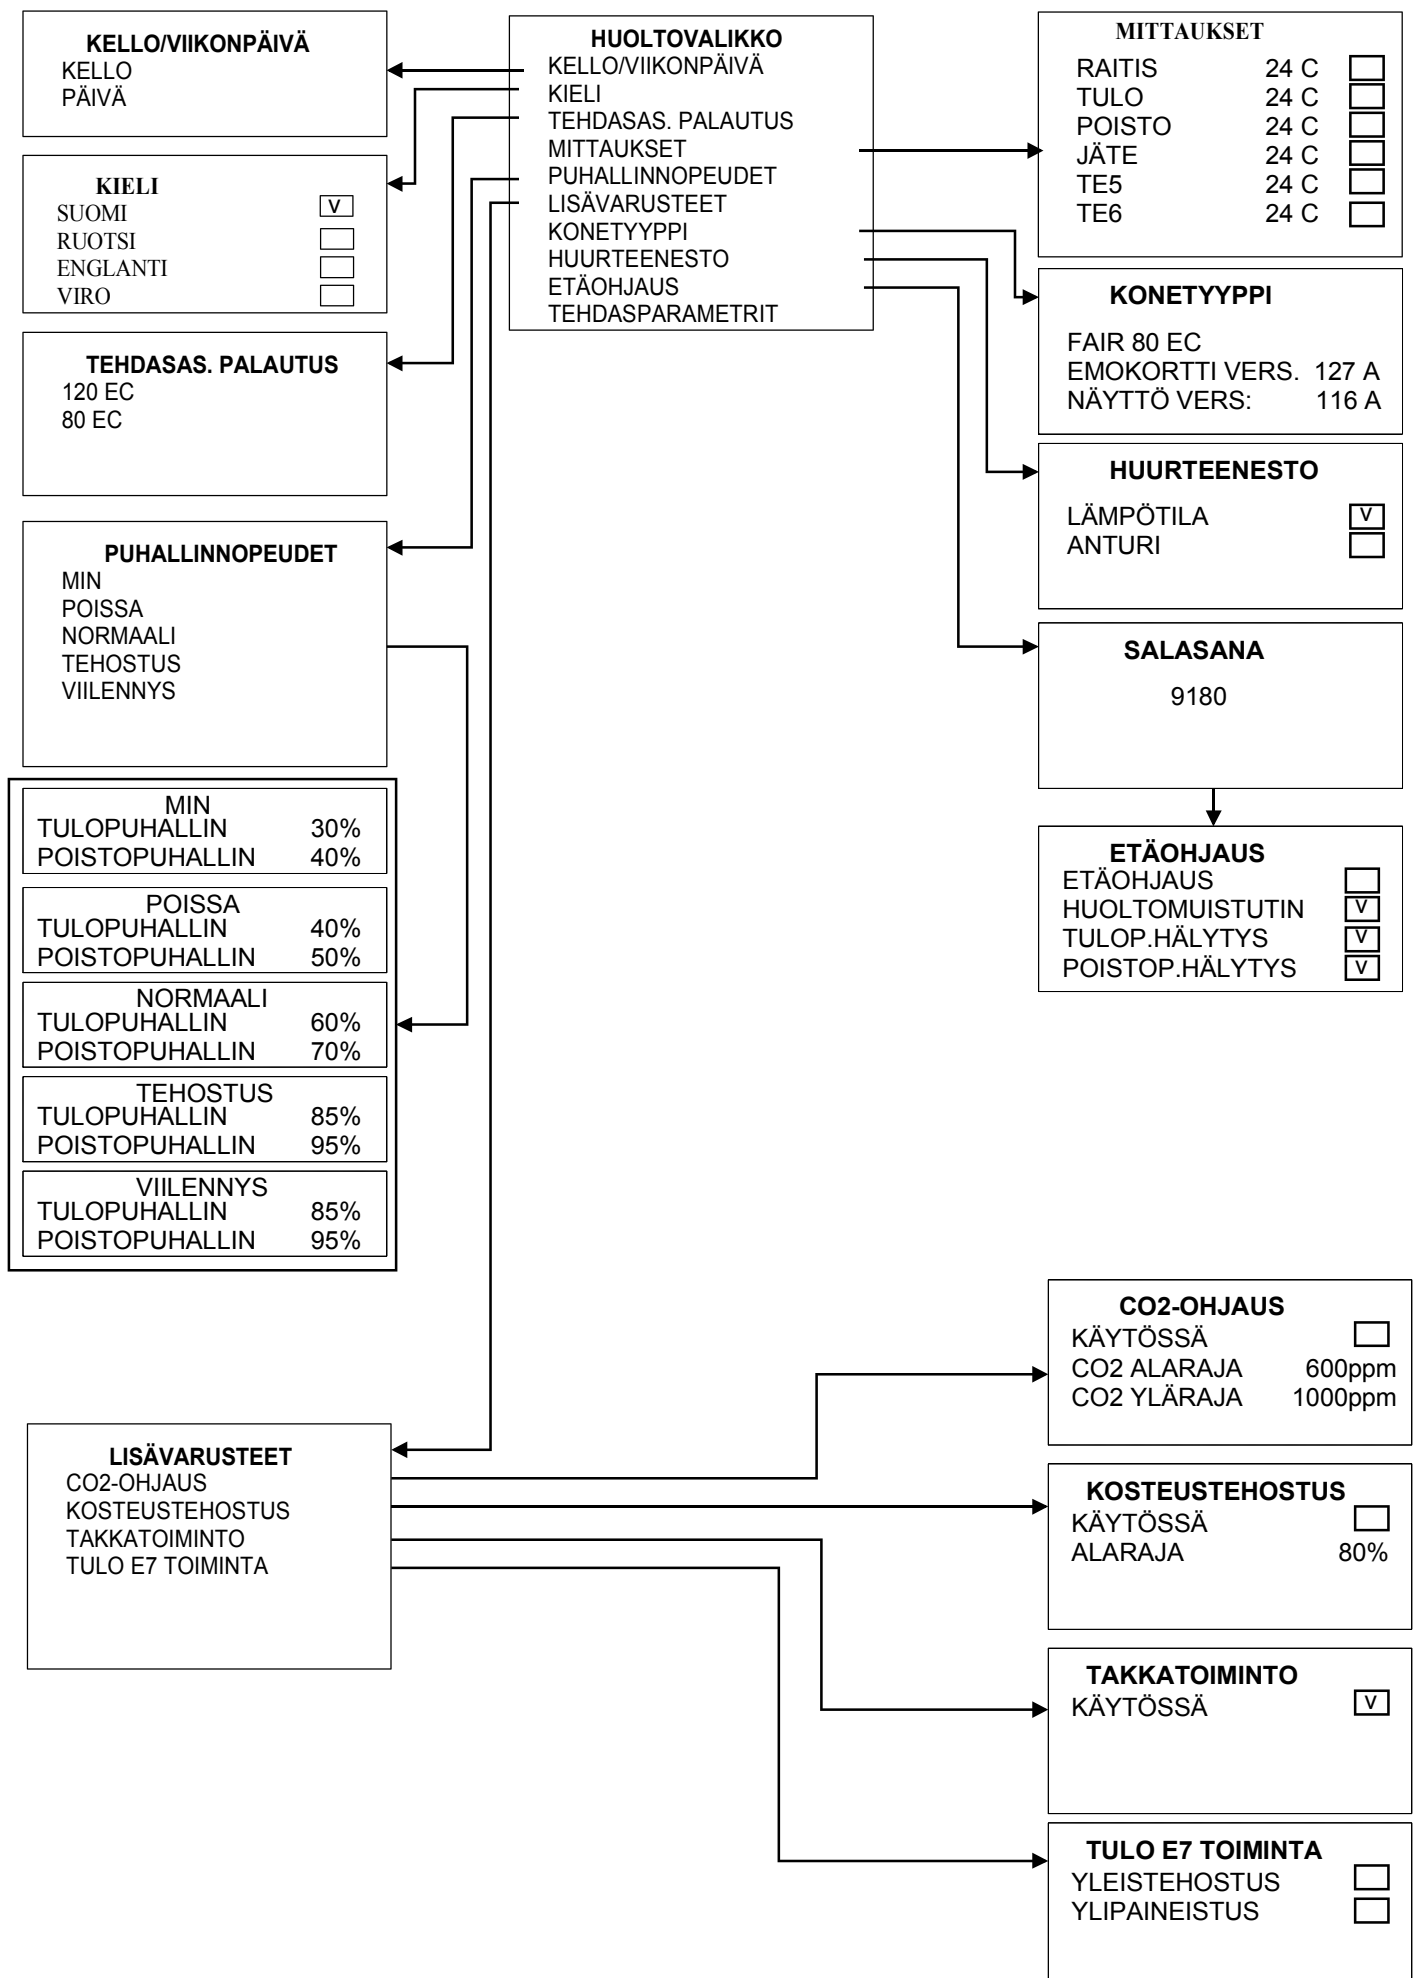 KELLO/VIIKONPÄIVÄ
KELLO
PÄIVÄ
KIELI
SUOMI V
RUOTSI
ENGLANTI
VIRO
TEHDASAS. PALAUTUS
120 EC
80 EC
PUHALLINNOPEUDET
MIN
POISSA
NORMAALI
TEHOSTUS
VIILENNYS
MIN
TULOPUHALLIN 30%
POISTOPUHALLIN 40%
POISSA
TULOPUHALLIN 40%
POISTOPUHALLIN 50%
NORMAALI
TULOPUHALLIN 60%
POISTOPUHALLIN 70%
TEHOSTUS
TULOPUHALLIN 85%
POISTOPUHALLIN 95%
VIILENNYS
TULOPUHALLIN 85%
POISTOPUHALLIN 95%
LISÄVARUSTEET
CO2-OHJAUS
KOSTEUSTEHOSTUS
TAKKATOIMINTO
TULO E7 TOIMINTA
HUOLTOVALIKKO
KELLO/VIIKONPÄIVÄ
KIELI
TEHDASAS. PALAUTUS
MITTAUKSET
PUHALLINNOPEUDET
LISÄVARUSTEET
KONETYYPPI
HUURTEENESTO
ETÄOHJAUS
TEHDASPARAMETRIT
MITTAUKSET
RAITIS 24 C
TULO 24 C
POISTO 24 C
JÄTE 24 C
TE5 24 C
TE6 24 C
KONETYYPPI
FAIR 80 EC
EMOKORTTI VERS. 127 A
NÄYTTÖ VERS: 116 A
HUURTEENESTO
LÄMPÖTILA V
ANTURI
SALASANA
9180
ETÄOHJAUS
ETÄOHJAUS
HUOLTOMUISTUTIN V
TULOP.HÄLYTYS V
POISTOP.HÄLYTYS V
CO2-OHJAUS
KÄYTÖSSÄ
CO2 ALARAJA 600ppm
CO2 YLÄRAJA 1000ppm
KOSTEUSTEHOSTUS
KÄYTÖSSÄ
ALARAJA 80%
TAKKATOIMINTO
KÄYTÖSSÄ V
TULO E7 TOIMINTA
YLEISTEHOSTUS
YLIPAINEISTUS